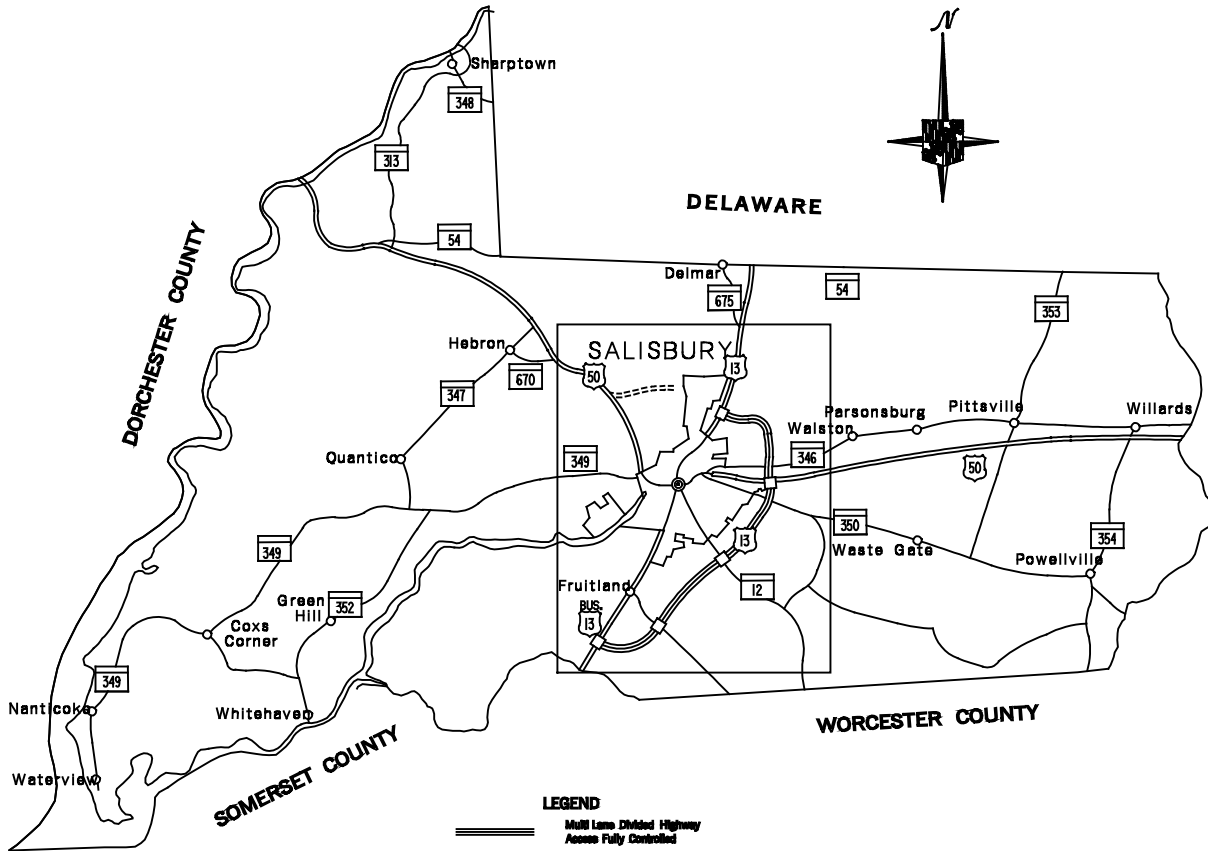 N
Sharptown
348
313
DELAWARE
54
Delmar
675
54
353
DORCHESTER COUNTY
Hebron
670
SALISBURY
50
13
347
Parsonsburg
Pittsville
Willards
Walston
Quantico
349
346
50
349
350
Waste Gate
354
13
Powellville
Fruitland
12
Green
Hill
352
BUS.
13
Coxs
Corner
349
Nanticoke
Whitehaven
WORCESTER COUNTY
SOMERSET COUNTY
Waterview
LEGEND
Multi Lane Divided Highway
Access Fully Controlled